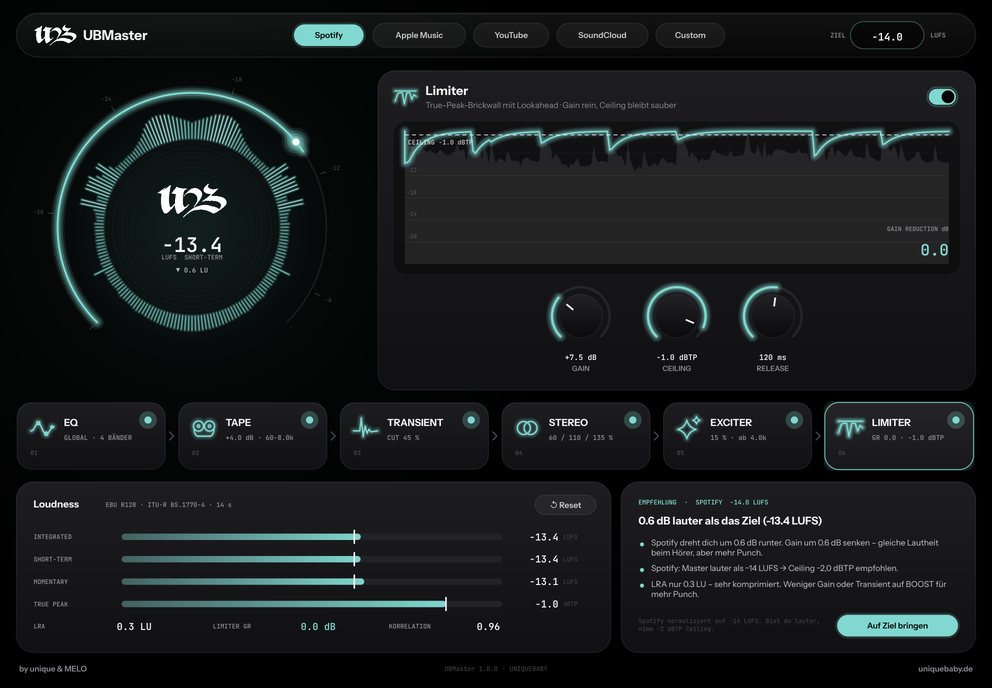 UBMaster
Spotify
Apple Music
YouTube
SoundCloud
Custom
ZIEL
-14.0
LUFS
-18
-24
-12
-30
-6
-13.4
LUFS SHORT-TERM
▼ 0.6 LU
Limiter
True-Peak-Brickwall mit Lookahead · Gain rein, Ceiling bleibt sauber
CEILING -1.0 dBTP
-12
-18
-24
-30
GAIN REDUCTION dB
0.0
+7.5 dB
GAIN
-1.0 dBTP
CEILING
120 ms
RELEASE
EQ
GLOBAL · 4 BÄNDER
01
TAPE
+4.0 dB · 60-8.0k
02
TRANSIENT
CUT 45 %
03
STEREO
60 / 110 / 135 %
04
EXCITER
15 % · ab 4.0k
05
LIMITER
GR 0.0 · -1.0 dBTP
06
Loudness
EBU R128 · ITU-R BS.1770-4 · 14 s
Reset
INTEGRATED
-13.4 LUFS
SHORT-TERM
-13.4 LUFS
MOMENTARY
-13.1 LUFS
TRUE PEAK
-1.0 dBTP
LRA
0.3 LU
LIMITER GR
0.0 dB
KORRELATION
0.96
EMPFEHLUNG · SPOTIFY -14.0 LUFS
0.6 dB lauter als das Ziel (-13.4 LUFS)
Spotify dreht dich um 0.6 dB runter. Gain um 0.6 dB senken – gleiche Lautheit
beim Hörer, aber mehr Punch.
Spotify: Master lauter als −14 LUFS → Ceiling −2,0 dBTP empfohlen.
LRA nur 0.3 LU – sehr komprimiert. Weniger Gain oder Transient auf BOOST für
mehr Punch.
Spotify normalisiert auf -14 LUFS. Bist du lauter,
nimm -2 dBTP Ceiling.
Auf Ziel bringen
by unique & MELO
UBMaster 1.0.0 · UNIQUEBABY
uniquebaby.de